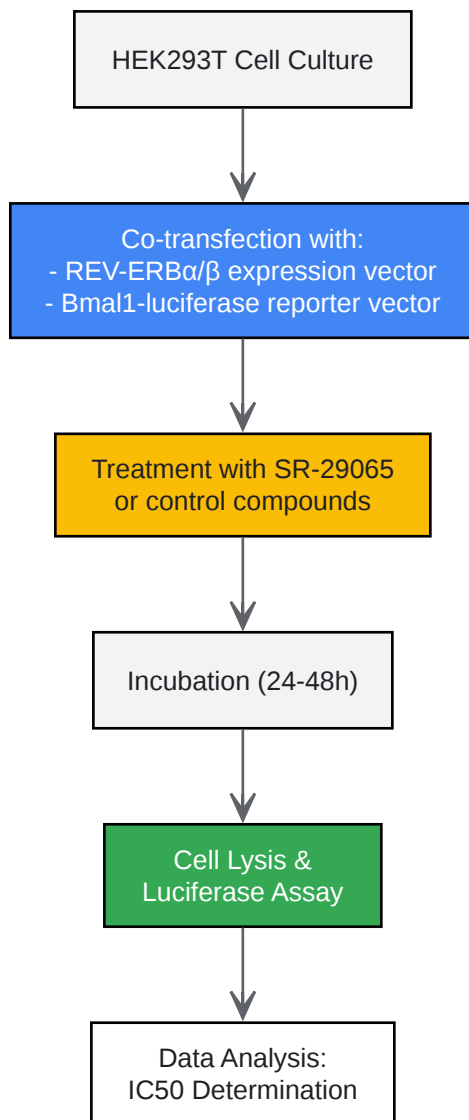 HEK293T Cell Culture
Co-transfection with:
- REV-ERBα/β expression vector
- Bmal1-luciferase reporter vector
Treatment with SR-29065
or control compounds
Incubation (24-48h)
Cell Lysis &
Luciferase Assay
Data Analysis:
IC50 Determination